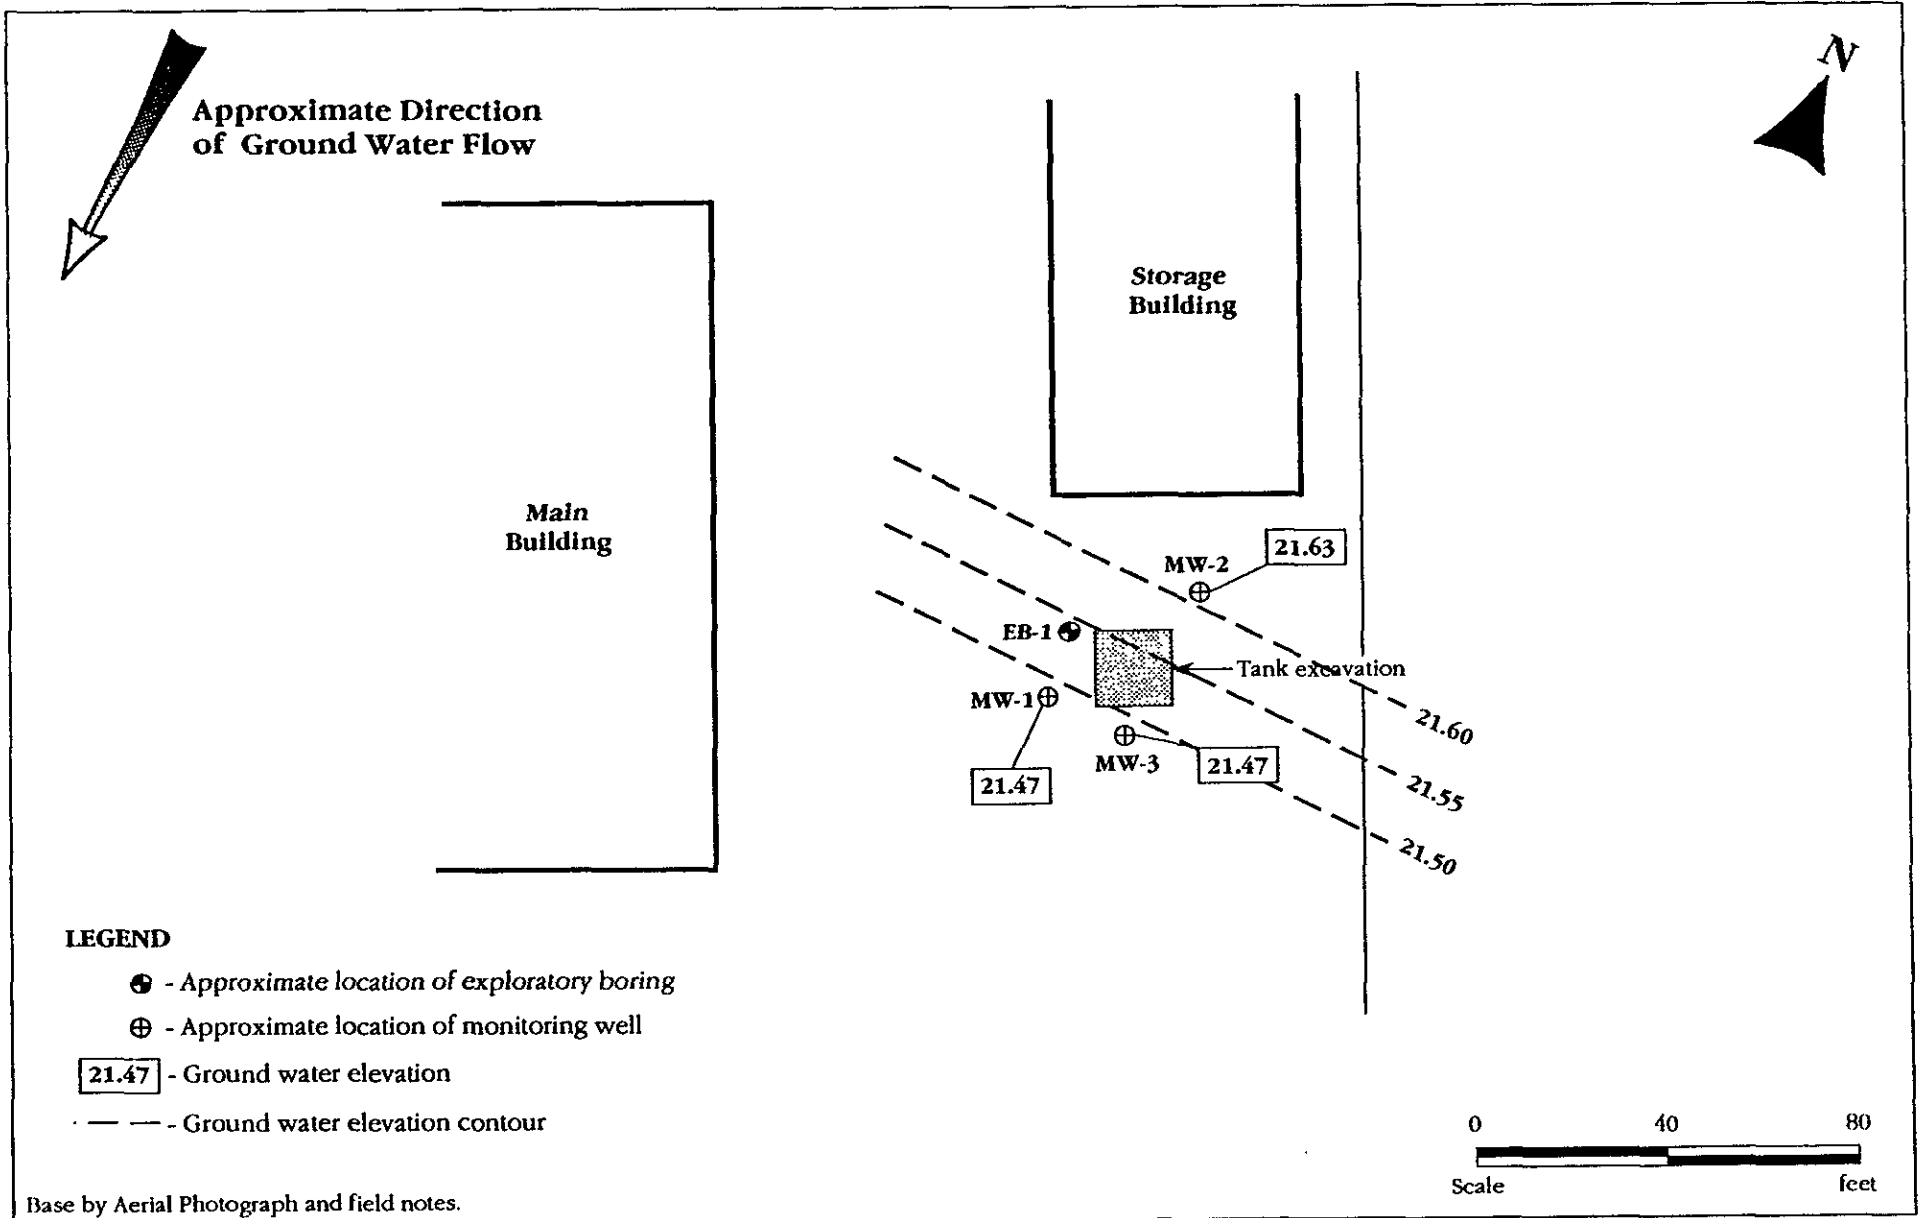 N
Approximate Direction
of Ground Water Flow
Storage
Building
Main
Building
MW-2
21.63
EB-1
Tank excavation
MW-1
MW-3
21.47
21.47
21.60
21.55
21.50
LEGEND
- Approximate location of exploratory boring
- Approximate location of monitoring well
21.47 - Ground water elevation
- Ground water elevation contour
0 40 80
Scale feet
Base by Aerial Photograph and field notes.